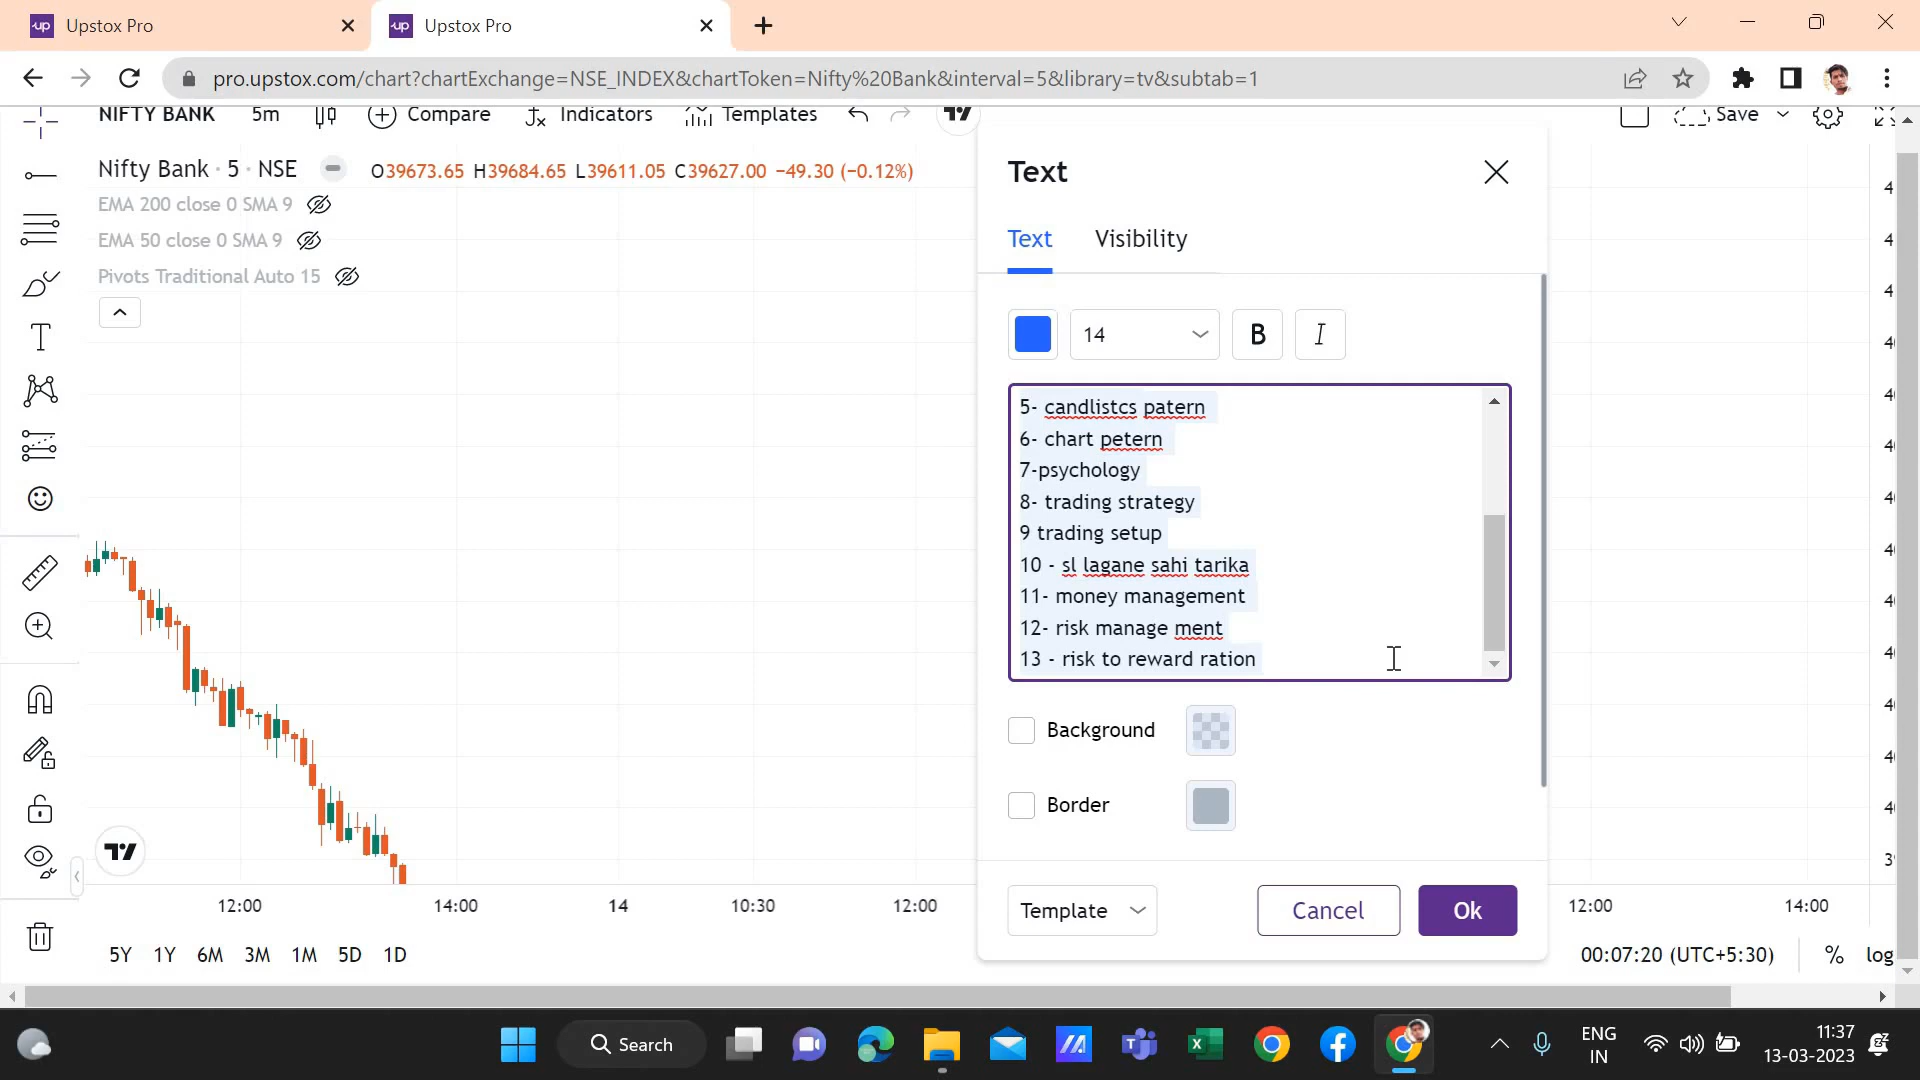 Upstox Pro
Upstox Pro
pro.upstox.com/chart?chartExchange=NSE_INDEX&chartToken=Nifty%20Bank&interval=5&library=tv&subtab=1
NIFTY BANK 5m Compare Indicators Templates Save
Nifty Bank · 5 · NSE O39673.65 H39684.65 L39611.05 C39627.00 −49.30 (−0.12%)
EMA 200 close 0 SMA 9
EMA 50 close 0 SMA 9
Pivots Traditional Auto 15
Text
Text Visibility
14 B I
5- candlistcs patern
6- chart petern
7-psychology
8- trading strategy
9 trading setup
10 - sl lagane sahi tarika
11- money management
12- risk manage ment
13 - risk to reward ration
Background
Border
Template Cancel Ok
12:00 14:00 14 10:30 12:00 12:00 14:00
5Y 1Y 6M 3M 1M 5D 1D 00:07:20 (UTC+5:30) % log
Search
ENG
IN
11:37
13-03-2023